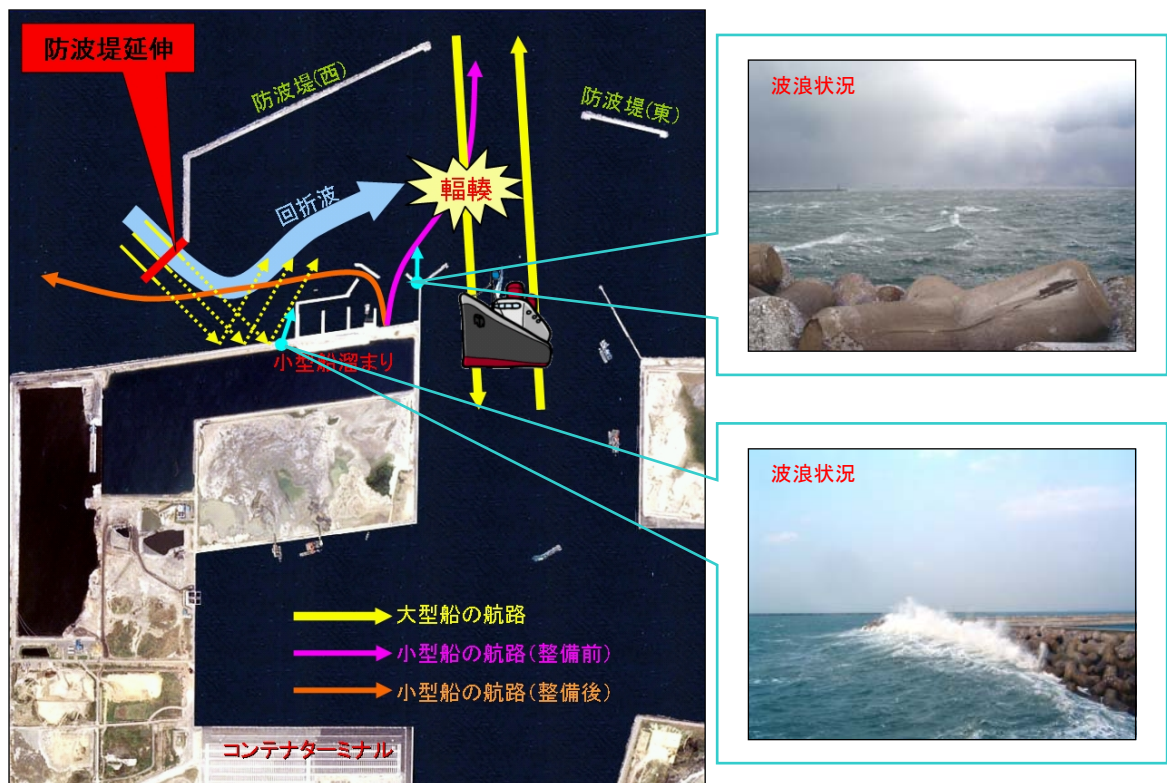 防波堤延伸
防波堤(西)
防波堤(東)
輻輳
回折波
小型船溜まり
大型船の航路
小型船の航路(整備前)
小型船の航路(整備後)
コンテナターミナル
波浪状況
波浪状況